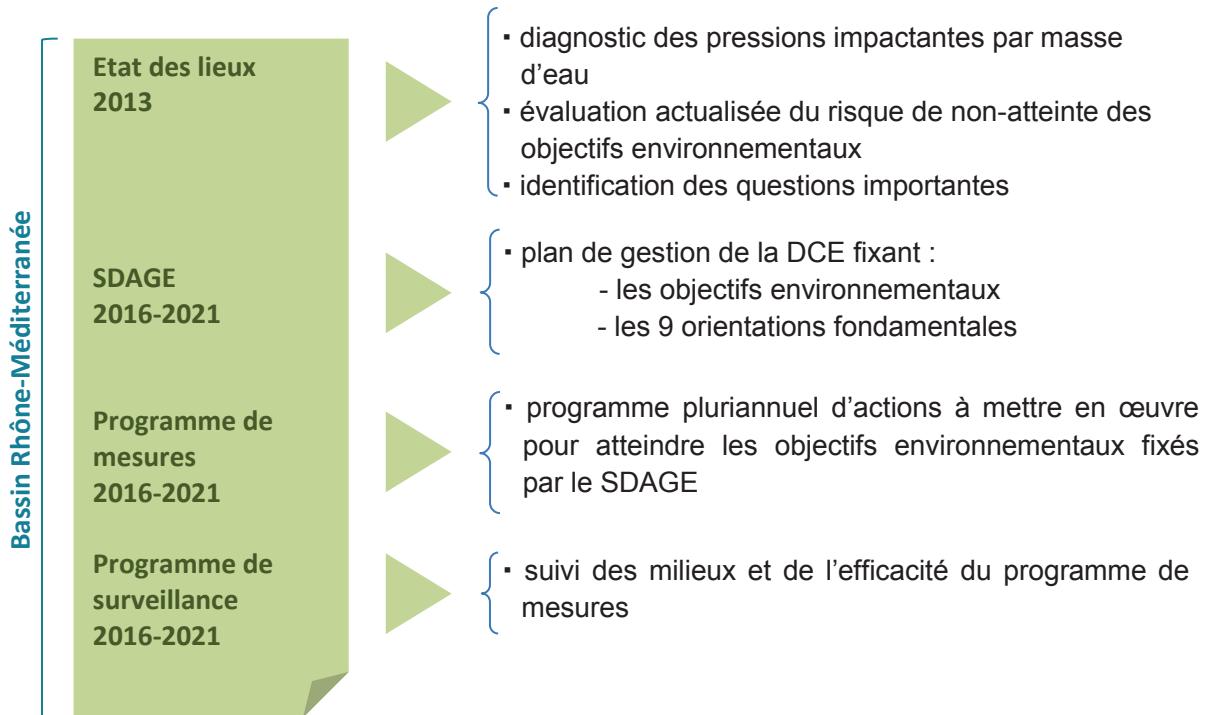 Bassin Rhône-Méditerranée
Etat des lieux
2013
▪ diagnostic des pressions impactantes par masse
d’eau
▪ évaluation actualisée du risque de non-atteinte des
objectifs environnementaux
▪ identification des questions importantes
SDAGE
2016-2021
▪ plan de gestion de la DCE fixant :
- les objectifs environnementaux
- les 9 orientations fondamentales
Programme de
mesures
2016-2021
▪ programme pluriannuel d’actions à mettre en œuvre
pour atteindre les objectifs environnementaux fixés
par le SDAGE
Programme de
surveillance
2016-2021
▪ suivi des milieux et de l’efficacité du programme de
mesures